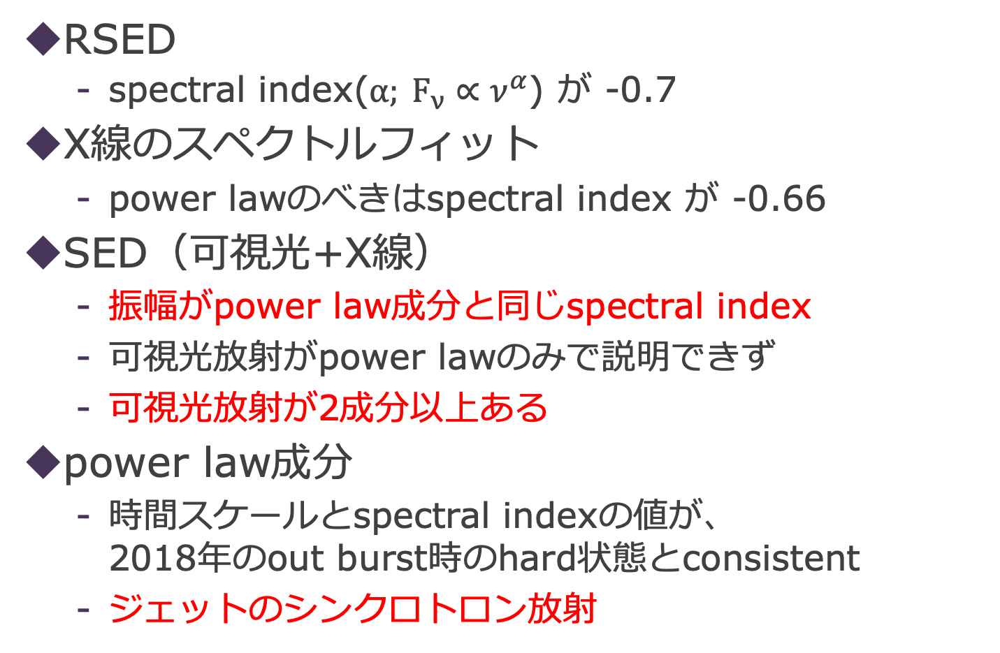 ◆RSED
- spectral index(α; F_ν ∝ ν^α) が -0.7
◆X線のスペクトルフィット
- power lawのべきはspectral index が -0.66
◆SED（可視光+X線）
- 振幅がpower law成分と同じspectral index
- 可視光放射がpower lawのみで説明できず
- 可視光放射が2成分以上ある
◆power law成分
- 時間スケールとspectral indexの値が、
2018年のout burst時のhard状態とconsistent
- ジェットのシンクロトロン放射